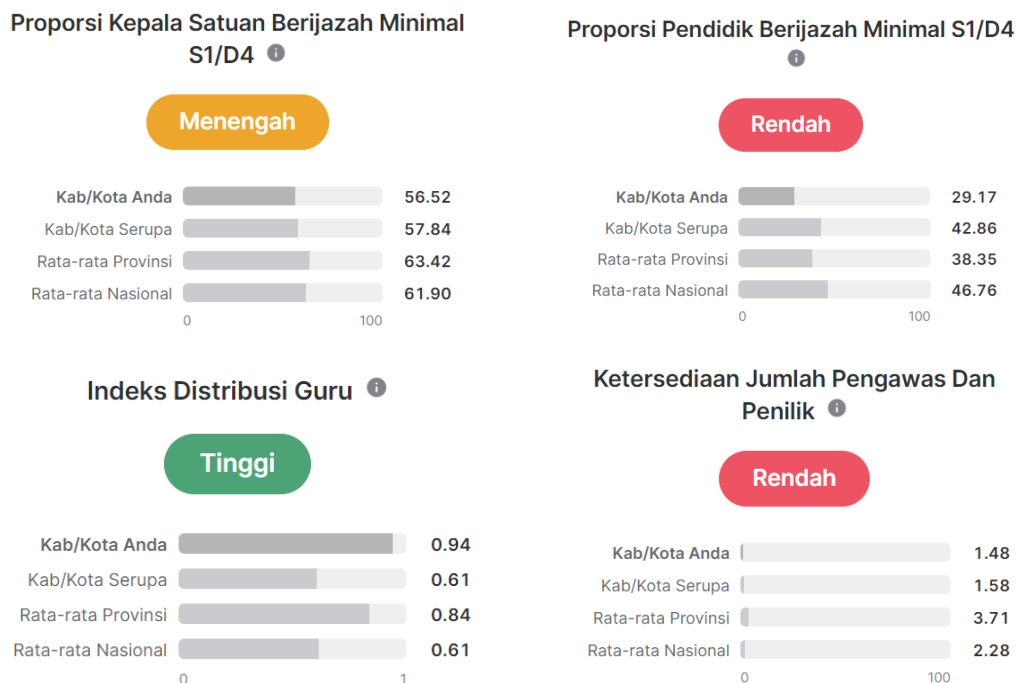 Proporsi Kepala Satuan Berijazah Minimal
S1/D4
Menengah
Kab/Kota Anda 56.52
Kab/Kota Serupa 57.84
Rata-rata Provinsi 63.42
Rata-rata Nasional 61.90
0 100
Proporsi Pendidik Berijazah Minimal S1/D4
Rendah
Kab/Kota Anda 29.17
Kab/Kota Serupa 42.86
Rata-rata Provinsi 38.35
Rata-rata Nasional 46.76
0 100
Indeks Distribusi Guru
Tinggi
Kab/Kota Anda 0.94
Kab/Kota Serupa 0.61
Rata-rata Provinsi 0.84
Rata-rata Nasional 0.61
0 1
Ketersediaan Jumlah Pengawas Dan
Penilik
Rendah
Kab/Kota Anda 1.48
Kab/Kota Serupa 1.58
Rata-rata Provinsi 3.71
Rata-rata Nasional 2.28
0 100